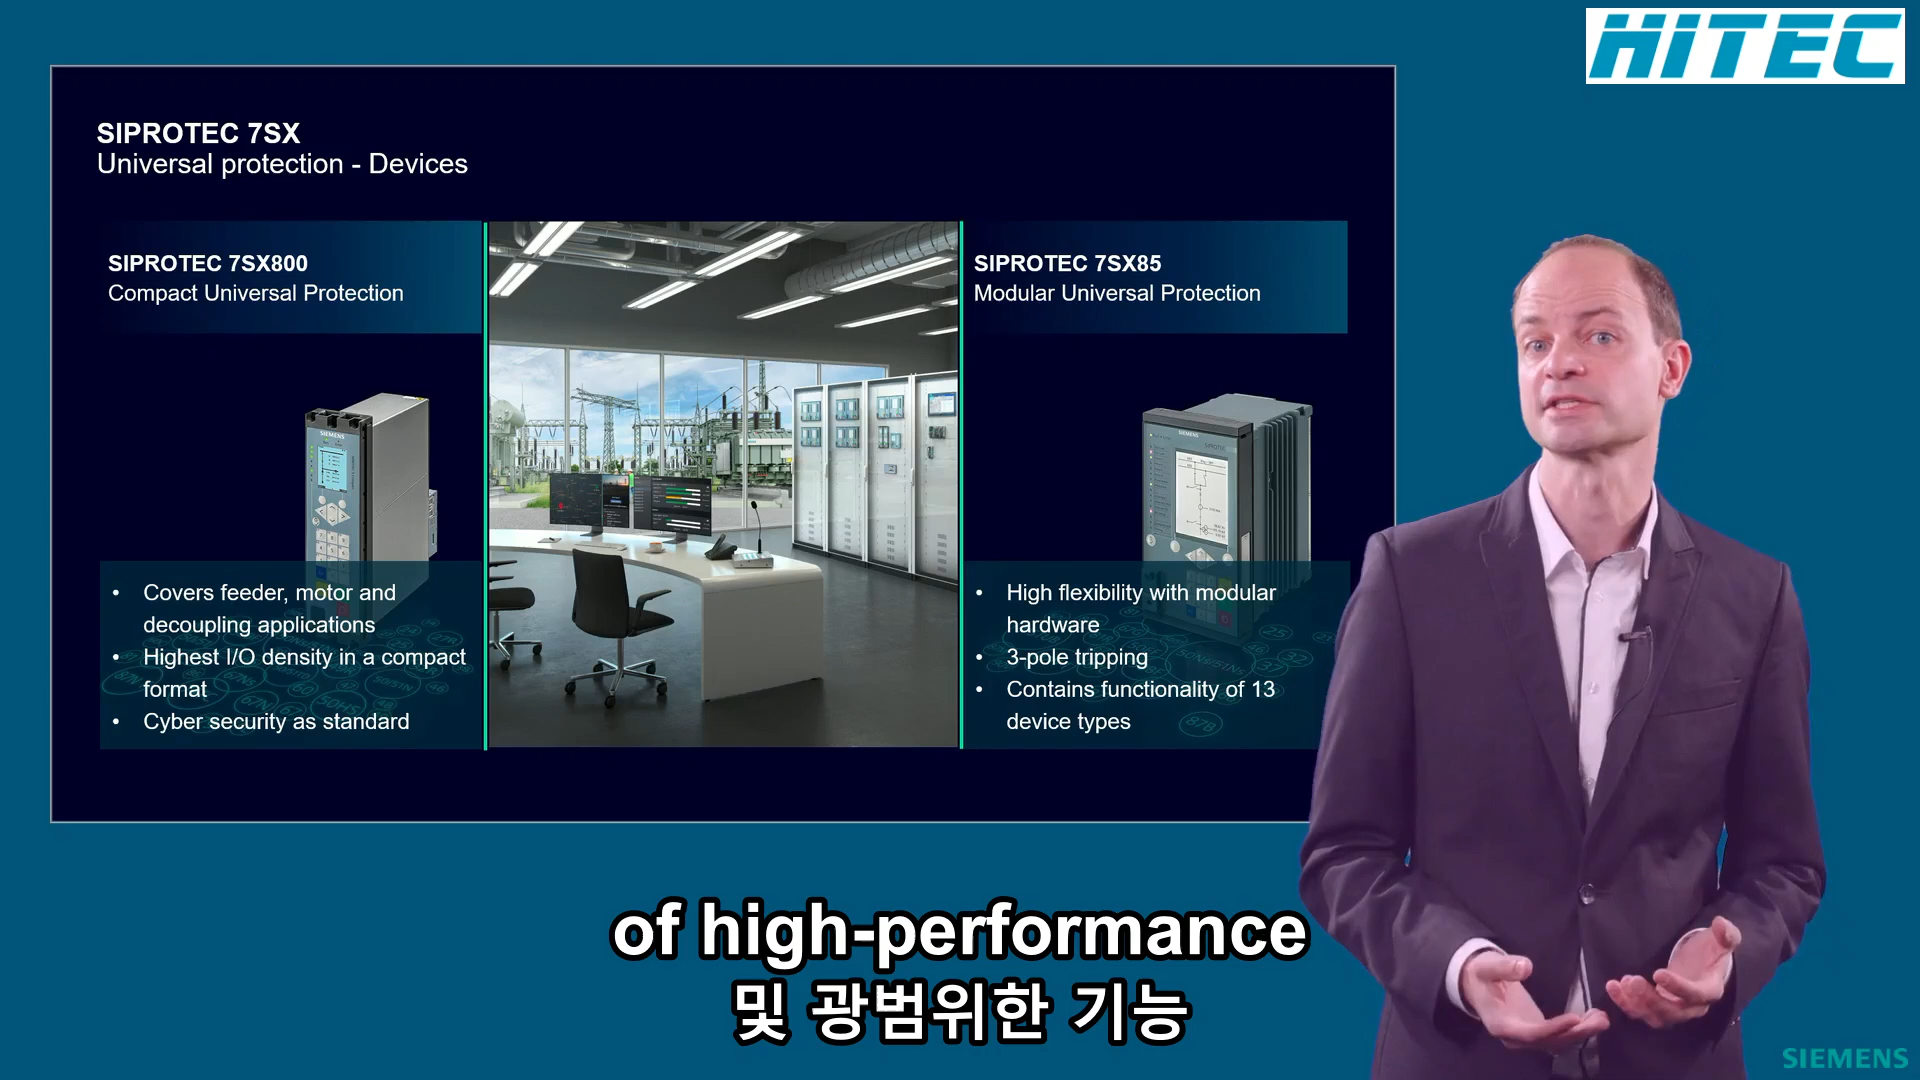 HITEC
SIPROTEC 7SX
Universal protection - Devices
SIPROTEC 7SX800
Compact Universal Protection
SIPROTEC 7SX85
Modular Universal Protection
SIEMENS
SIEMENS
• Covers feeder, motor and
decoupling applications
• Highest I/O density in a compact
format
• Cyber security as standard
• High flexibility with modular
hardware
• 3-pole tripping
• Contains functionality of 13
device types
of high-performance
및 광범위한 기능
SIEMENS